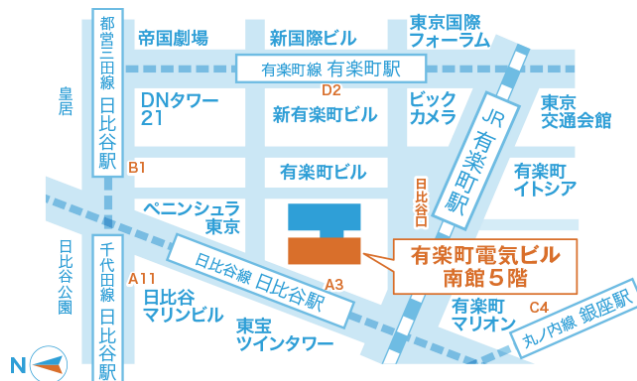 帝国劇場
新国際ビル
東京国際
フォーラム
都営三田線 日比谷駅
有楽町線 有楽町駅
D2
皇居
DNタワー
21
新有楽町ビル
ビック
カメラ
JR 有楽町駅
東京
交通会館
B1
有楽町ビル
日比谷口
有楽町
イトシア
ペニンシュラ
東京
日比谷公園
千代田線 日比谷駅
A11
日比谷線 日比谷駅
A3
有楽町電気ビル
南館5階
日比谷
マリンビル
東宝
ツインタワー
有楽町
マリオン
C4
丸ノ内線 銀座駅
N